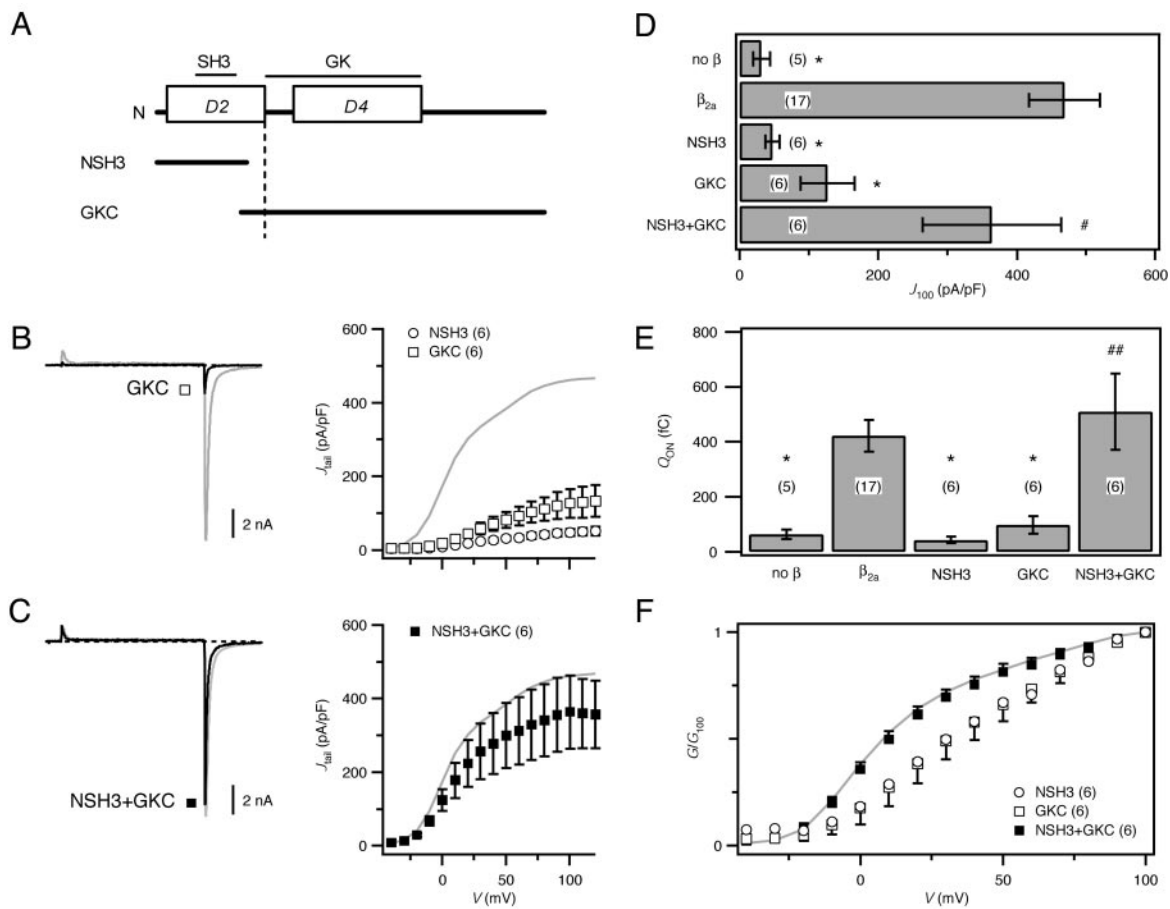 A
SH3
GK
N
D2
D4
NSH3
GKC
B
GKC □
2 nA
600
400
200
0
J_tail (pA/pF)
○ NSH3 (6)
□ GKC (6)
C
NSH3+GKC ■
2 nA
600
400
200
0
J_tail (pA/pF)
■ NSH3+GKC (6)
0
50
100
V (mV)
D
no β
(5) *
β2a
(17)
NSH3
(6) *
GKC
(6) *
NSH3+GKC
(6) #
0
200
400
600
J100 (pA/pF)
E
800
600
400
200
0
Q_ON (fC)
* * * ##
(5) (17) (6) (6) (6)
no β β2a NSH3 GKC NSH3+GKC
F
1
0
G/G100
○ NSH3 (6)
□ GKC (6)
■ NSH3+GKC (6)
0
50
100
V (mV)